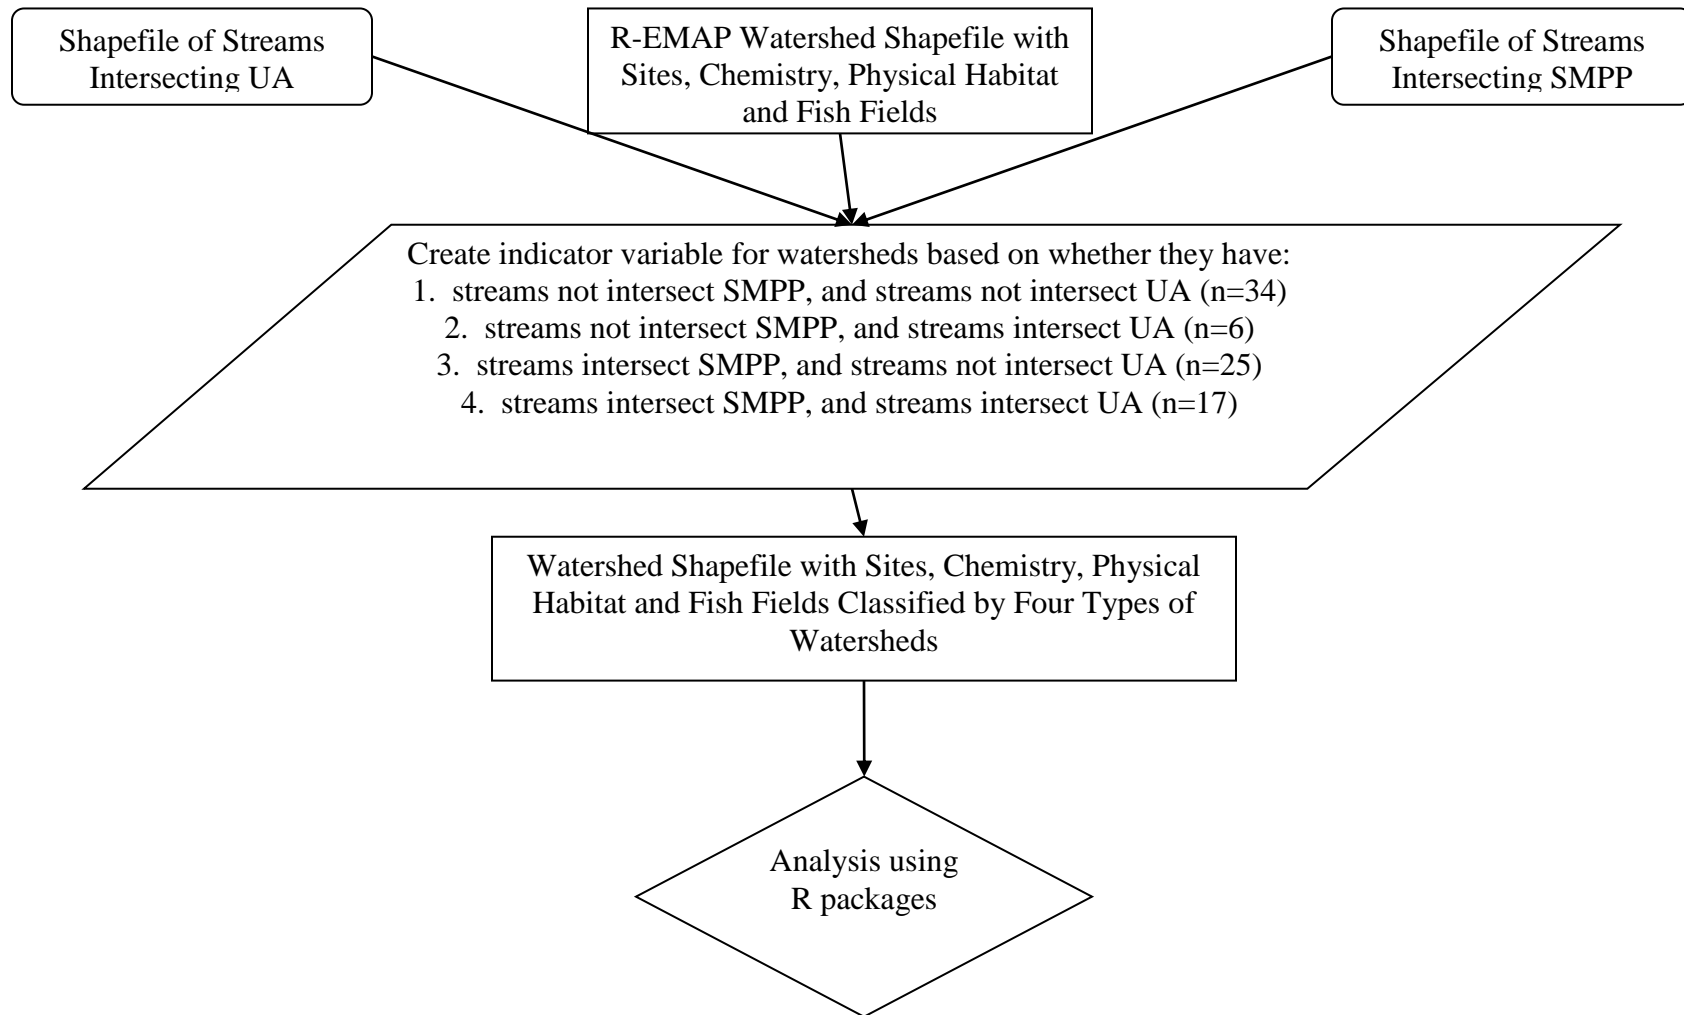 Shapefile of Streams
Intersecting UA
R-EMAP Watershed Shapefile with
Sites, Chemistry, Physical Habitat
and Fish Fields
Shapefile of Streams
Intersecting SMPP
Create indicator variable for watersheds based on whether they have:
1. streams not intersect SMPP, and streams not intersect UA (n=34)
2. streams not intersect SMPP, and streams intersect UA (n=6)
3. streams intersect SMPP, and streams not intersect UA (n=25)
4. streams intersect SMPP, and streams intersect UA (n=17)
Watershed Shapefile with Sites, Chemistry, Physical
Habitat and Fish Fields Classified by Four Types of
Watersheds
Analysis using
R packages